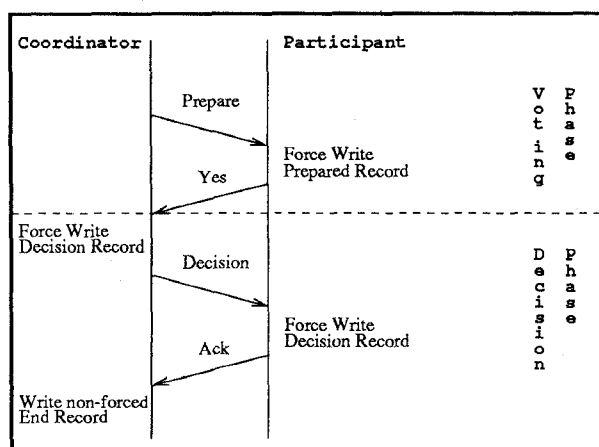 Coordinator
Participant
Prepare
Force Write
Prepared Record
Yes
Voting
Phase
Force Write
Decision Record
Decision
Force Write
Decision Record
Ack
Decision
Phase
Write non-forced
End Record